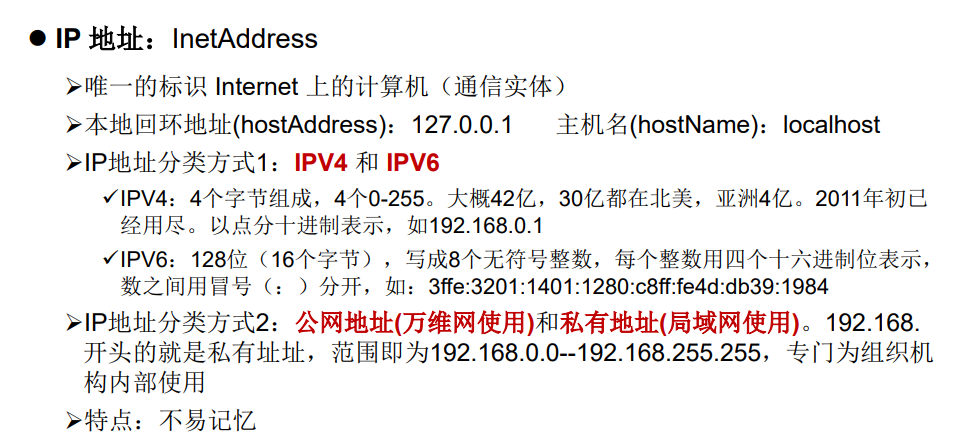 ● IP 地址：InetAddress
➢唯一的标识 Internet 上的计算机（通信实体）
➢本地回环地址(hostAddress)：127.0.0.1 主机名(hostName)：localhost
➢IP地址分类方式1：IPV4 和 IPV6
✓IPV4：4个字节组成，4个0-255。大概42亿，30亿都在北美，亚洲4亿。2011年初已
经用尽。以点分十进制表示，如192.168.0.1
✓IPV6：128位（16个字节），写成8个无符号整数，每个整数用四个十六进制位表示，
数之间用冒号（：）分开，如：3ffe:3201:1401:1280:c8ff:fe4d:db39:1984
➢IP地址分类方式2：公网地址(万维网使用)和私有地址(局域网使用)。192.168.
开头的就是私有址址，范围即为192.168.0.0--192.168.255.255，专门为组织机
构内部使用
➢特点：不易记忆